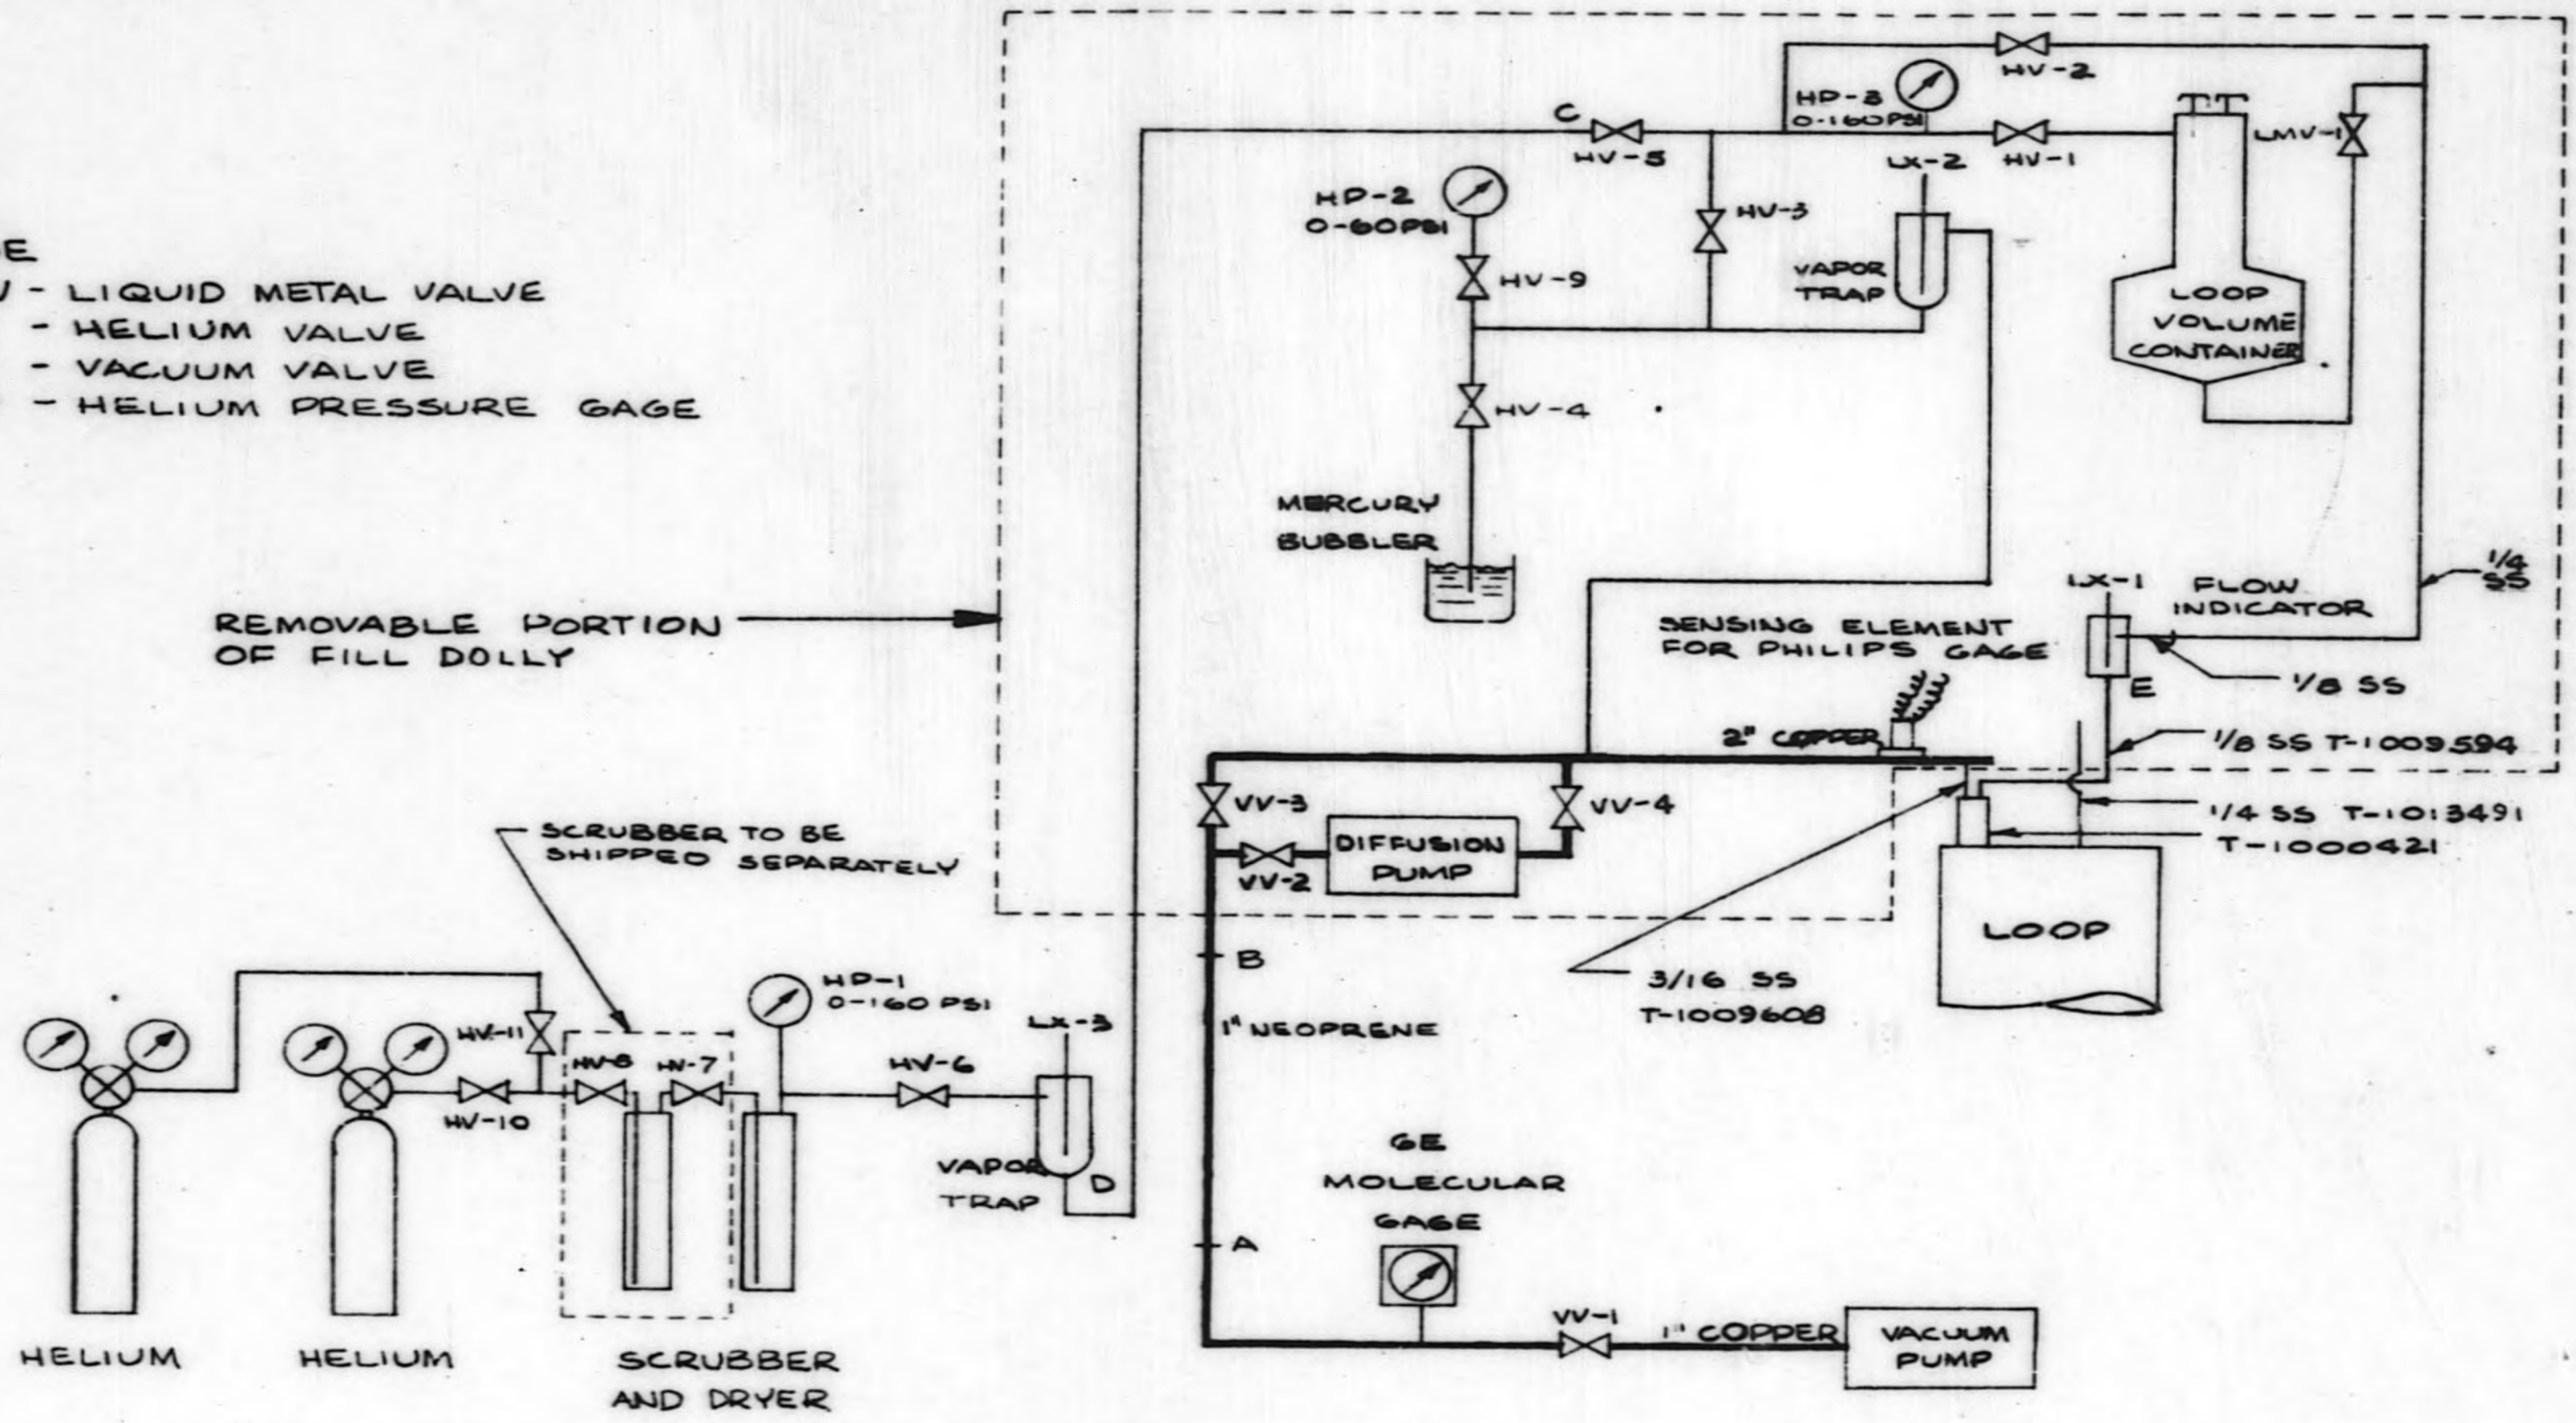 E
V - LIQUID METAL VALVE
- HELIUM VALVE
- VACUUM VALVE
- HELIUM PRESSURE GAGE
REMOVABLE PORTION
OF FILL DOLLY
SCRUBBER TO BE
SHIPPED SEPARATELY
HV-2
HP-3
0-160 PSI
C
HV-5
LX-2
HV-1
LMV-1
HP-2
0-60 PSI
HV-3
HV-9
VAPOR
TRAP
LOOP
VOLUME
CONTAINER
HV-4
MERCURY
BUBBLER
1/4
SS
LX-1
FLOW
INDICATOR
SENSING ELEMENT
FOR PHILIPS GAGE
E
1/8 SS
2" COPPER
1/8 SS T-1009594
VV-3
VV-4
1/4 SS T-1013491
T-1000421
DIFFUSION
PUMP
VV-2
LOOP
B
3/16 SS
T-1009608
1" NEOPRENE
HP-1
0-160 PSI
LX-3
HV-11
HV-8
HV-7
HV-6
HV-10
VAPOR
TRAP
D
GE
MOLECULAR
GAGE
A
VV-1
1" COPPER
VACUUM
PUMP
HELIUM
HELIUM
SCRUBBER
AND DRYER